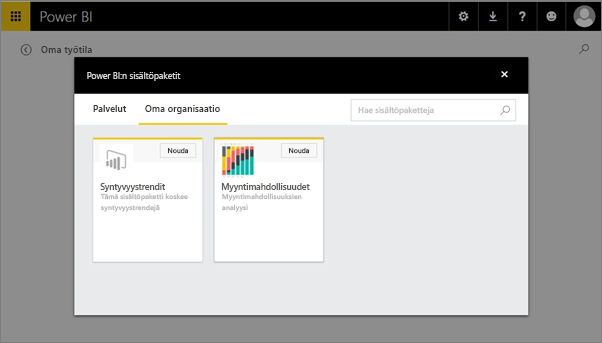 Power BI
?
Oma työtila
Power BI:n sisältöpaketit
Palvelut Oma organisaatio
Hae sisältöpaketteja
Nouda
Syntyvyystrendit
Tämä sisältöpaketti koskee
syntyvyystrendejä
Nouda
Myyntimahdollisuudet
Myyntimahdollisuuksien
analyysi